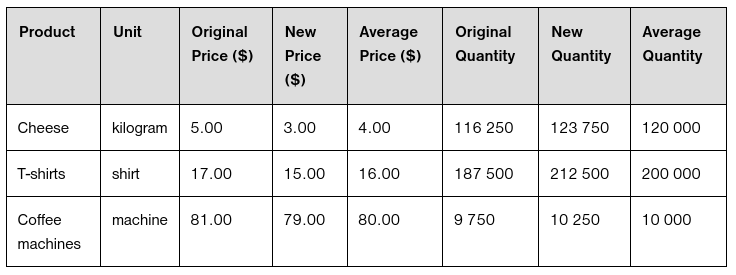 Product Unit Original Price ($) New Price ($) Average Price ($) Original Quantity New Quantity Average Quantity
Cheese kilogram 5.00 3.00 4.00 116 250 123 750 120 000
T-shirts shirt 17.00 15.00 16.00 187 500 212 500 200 000
Coffee machines machine 81.00 79.00 80.00 9 750 10 250 10 000